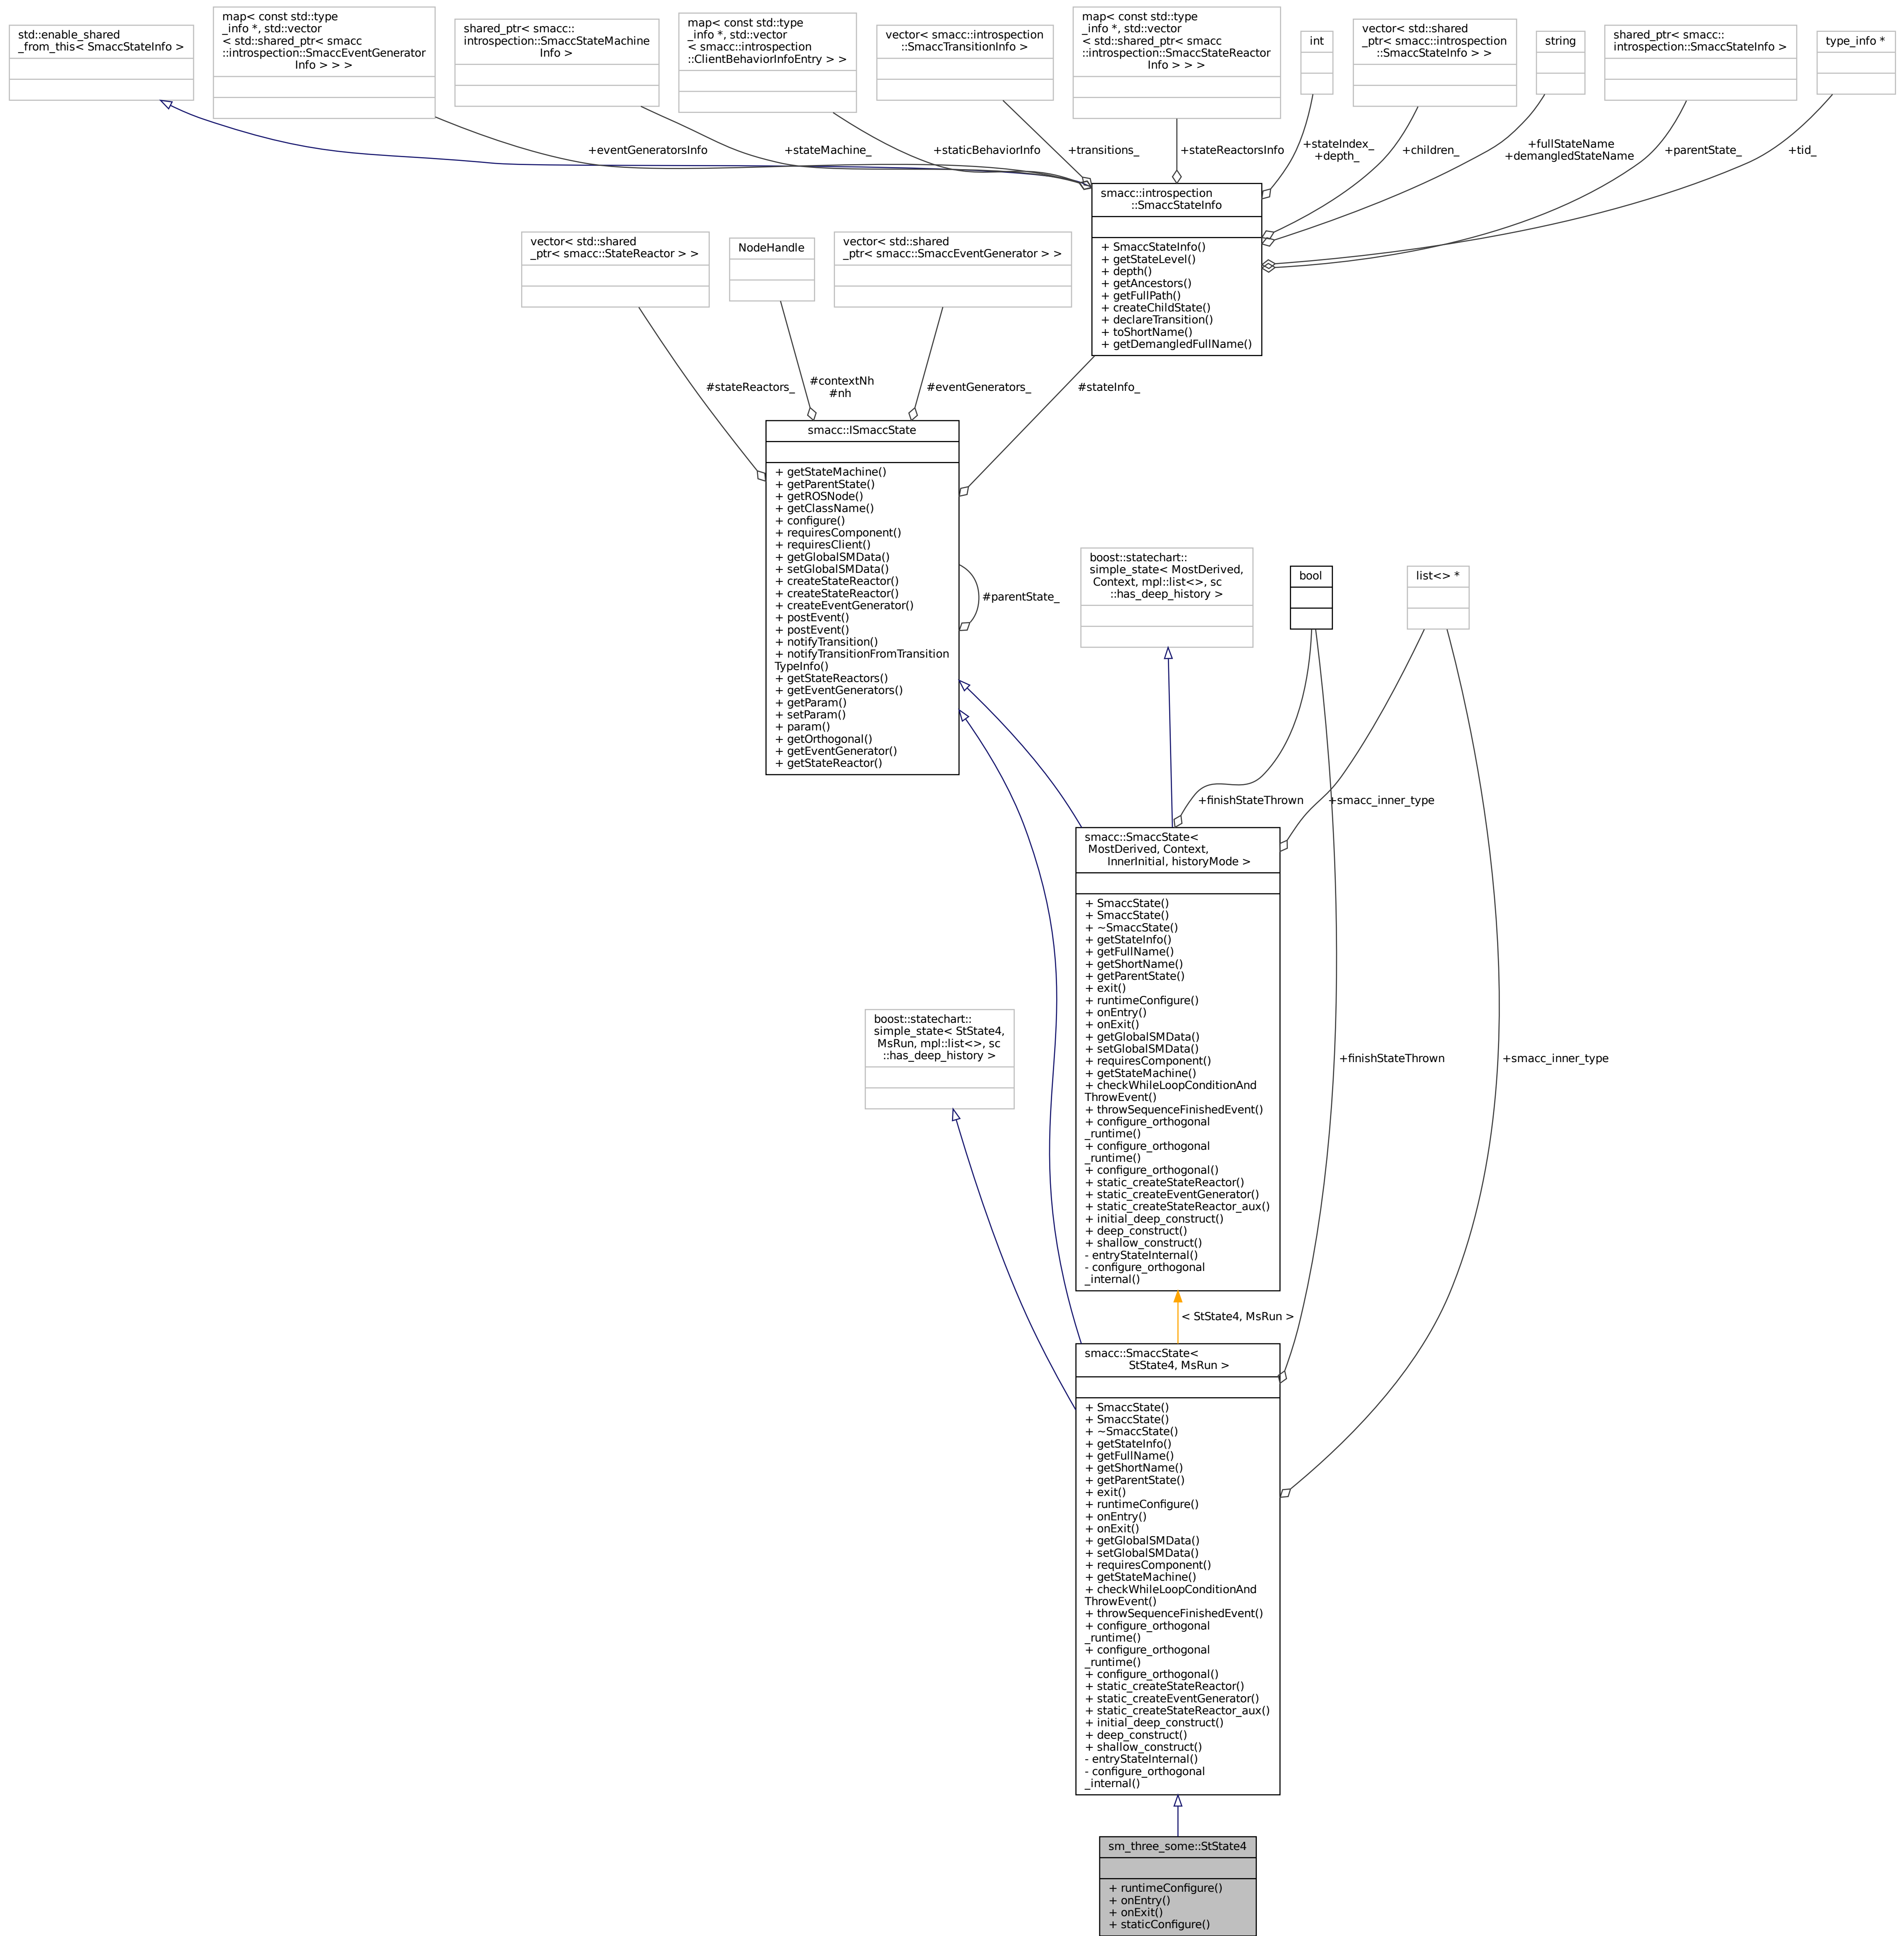 std::enable_shared
_from_this< SmaccStateInfo >
map< const std::type
_info *, std::vector
< std::shared_ptr< smacc
::introspection::SmaccEventGenerator
Info > > >
shared_ptr< smacc::
introspection::SmaccStateMachine
Info >
map< const std::type
_info *, std::vector
< smacc::introspection
::ClientBehaviorInfoEntry > >
vector< smacc::introspection
::SmaccTransitionInfo >
map< const std::type
_info *, std::vector
< std::shared_ptr< smacc
::introspection::SmaccStateReactor
Info > > >
int
vector< std::shared
_ptr< smacc::introspection
::SmaccStateInfo > >
string
shared_ptr< smacc::
introspection::SmaccStateInfo >
type_info *
+eventGeneratorsInfo
+stateMachine_
+staticBehaviorInfo
+transitions_
+stateReactorsInfo
+stateIndex_
+depth_
+children_
+fullStateName
+demangledStateName
+parentState_
+tid_
smacc::introspection
::SmaccStateInfo
+ SmaccStateInfo()
+ getStateLevel()
+ depth()
+ getAncestors()
+ getFullPath()
+ createChildState()
+ declareTransition()
+ toShortName()
+ getDemangledFullName()
vector< std::shared
_ptr< smacc::StateReactor > >
NodeHandle
vector< std::shared
_ptr< smacc::SmaccEventGenerator > >
#stateReactors_
#contextNh
#nh
#eventGenerators_
#stateInfo_
smacc::ISmaccState
+ getStateMachine()
+ getParentState()
+ getROSNode()
+ getClassName()
+ configure()
+ requiresComponent()
+ requiresClient()
+ getGlobalSMData()
+ setGlobalSMData()
+ createStateReactor()
+ createStateReactor()
+ createEventGenerator()
+ postEvent()
+ postEvent()
+ notifyTransition()
+ notifyTransitionFromTransition
TypeInfo()
+ getStateReactors()
+ getEventGenerators()
+ getParam()
+ setParam()
+ param()
+ getOrthogonal()
+ getEventGenerator()
+ getStateReactor()
#parentState_
boost::statechart::
simple_state< MostDerived,
Context, mpl::list<>, sc
::has_deep_history >
bool
list<> *
+finishStateThrown
+smacc_inner_type
smacc::SmaccState<
MostDerived, Context,
InnerInitial, historyMode >
+ SmaccState()
+ SmaccState()
+ ~SmaccState()
+ getStateInfo()
+ getFullName()
+ getShortName()
+ getParentState()
+ exit()
+ runtimeConfigure()
+ onEntry()
+ onExit()
+ getGlobalSMData()
+ setGlobalSMData()
+ requiresComponent()
+ getStateMachine()
+ checkWhileLoopConditionAnd
ThrowEvent()
+ throwSequenceFinishedEvent()
+ configure_orthogonal
_runtime()
+ configure_orthogonal
_runtime()
+ configure_orthogonal()
+ static_createStateReactor()
+ static_createEventGenerator()
+ static_createStateReactor_aux()
+ initial_deep_construct()
+ deep_construct()
+ shallow_construct()
- entryStateInternal()
- configure_orthogonal
_internal()
boost::statechart::
simple_state< StState4,
MsRun, mpl::list<>, sc
::has_deep_history >
+finishStateThrown
+smacc_inner_type
< StState4, MsRun >
smacc::SmaccState<
StState4, MsRun >
+ SmaccState()
+ SmaccState()
+ ~SmaccState()
+ getStateInfo()
+ getFullName()
+ getShortName()
+ getParentState()
+ exit()
+ runtimeConfigure()
+ onEntry()
+ onExit()
+ getGlobalSMData()
+ setGlobalSMData()
+ requiresComponent()
+ getStateMachine()
+ checkWhileLoopConditionAnd
ThrowEvent()
+ throwSequenceFinishedEvent()
+ configure_orthogonal
_runtime()
+ configure_orthogonal
_runtime()
+ configure_orthogonal()
+ static_createStateReactor()
+ static_createEventGenerator()
+ static_createStateReactor_aux()
+ initial_deep_construct()
+ deep_construct()
+ shallow_construct()
- entryStateInternal()
- configure_orthogonal
_internal()
sm_three_some::StState4
+ runtimeConfigure()
+ onEntry()
+ onExit()
+ staticConfigure()